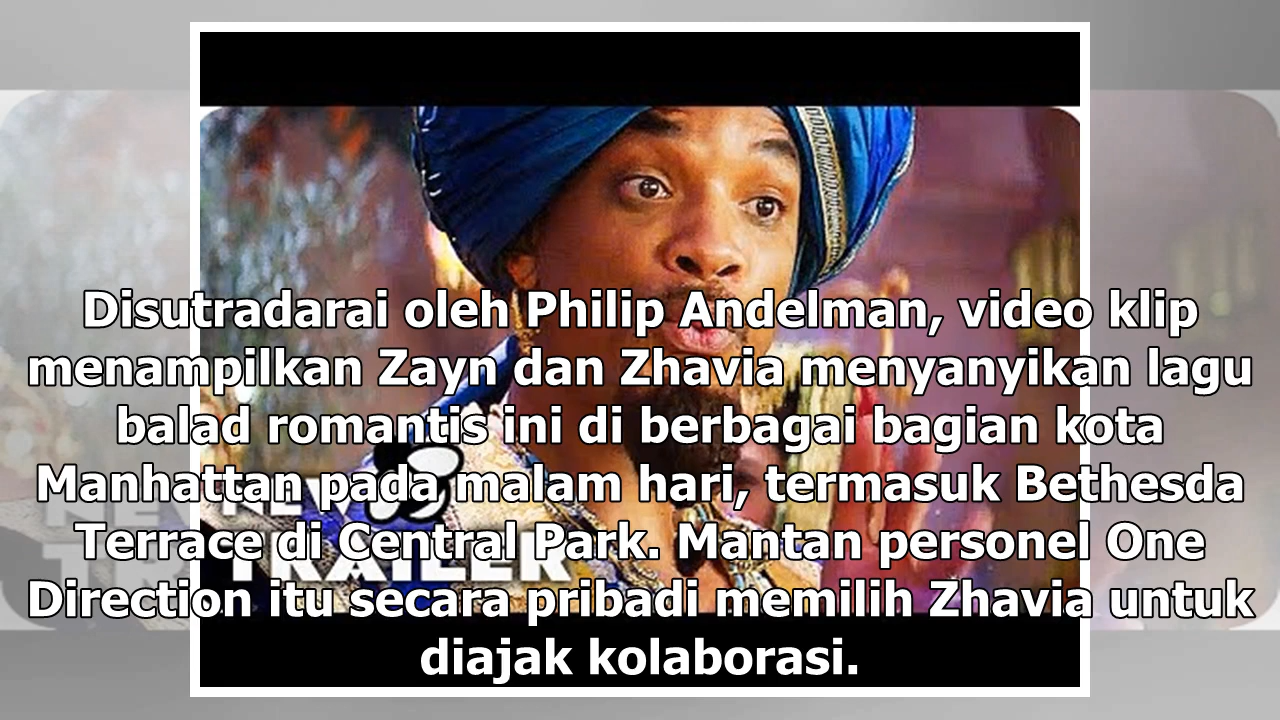 Disutradarai oleh Philip Andelman, video klip
menampilkan Zayn dan Zhavia menyanyikan lagu
balad romantis ini di berbagai bagian kota
Manhattan pada malam hari, termasuk Bethesda
Terrace di Central Park. Mantan personel One
Direction itu secara pribadi memilih Zhavia untuk
diajak kolaborasi.
NEW
TRAILER